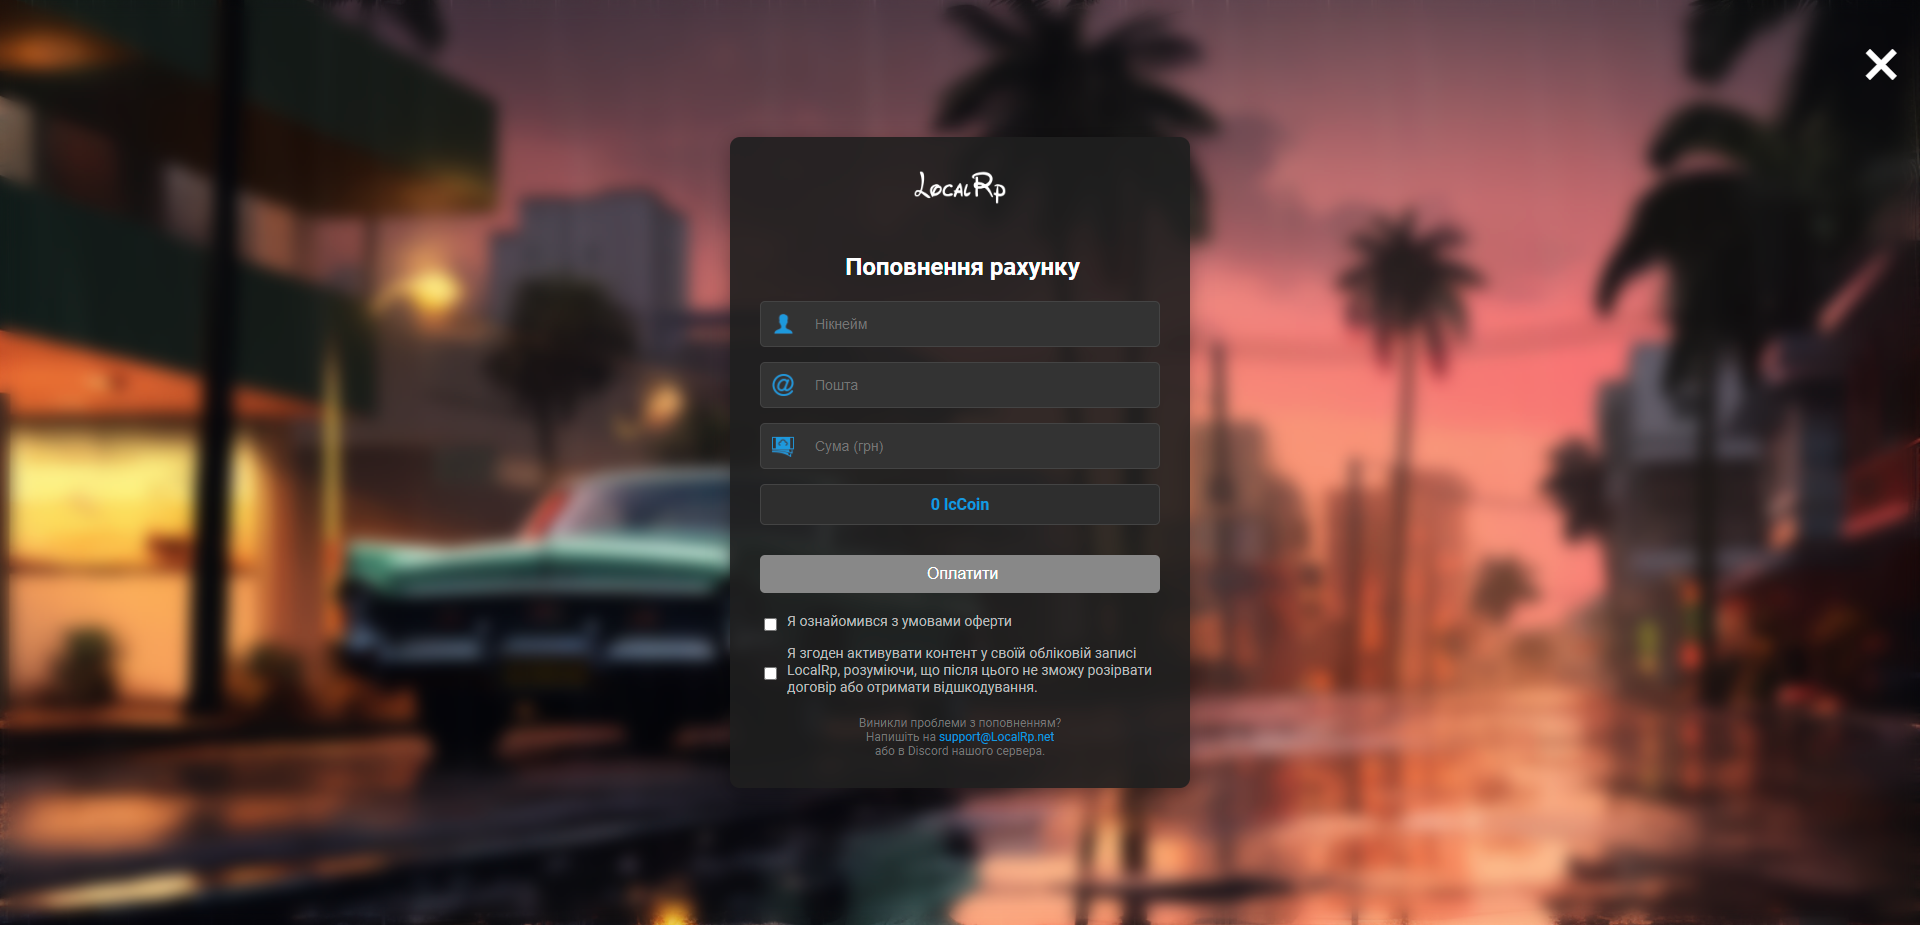 LocalRp
Поповнення рахунку
Нікнейм
Пошта
Сума (грн)
0 lcCoin
Оплатити
Я ознайомився з умовами оферти
Я згоден активувати контент у своїй обліковій записі
LocalRp, розуміючи, що після цього не зможу розірвати
договір або отримати відшкодування.
Виникли проблеми з поповненням?
Напишіть на support@LocalRp.net
або в Discord нашого сервера.